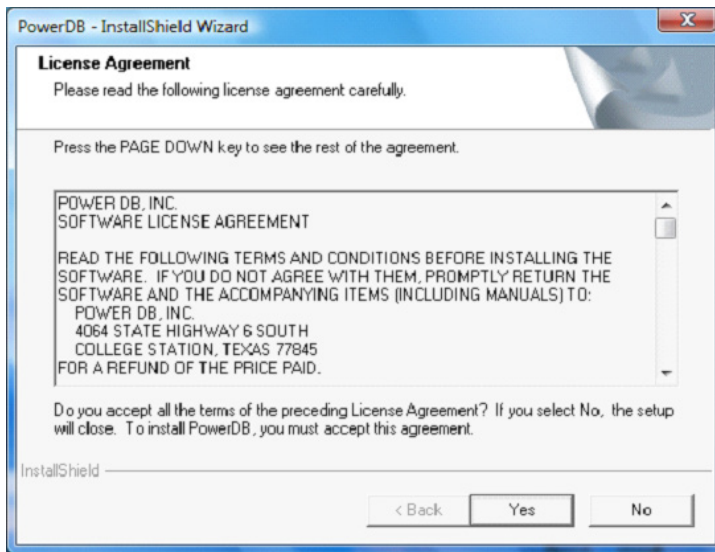 PowerDB - InstallShield Wizard
License Agreement
Please read the following license agreement carefully.
Press the PAGE DOWN key to see the rest of the agreement.
POWER DB, INC.
SOFTWARE LICENSE AGREEMENT
READ THE FOLLOWING TERMS AND CONDITIONS BEFORE INSTALLING THE
SOFTWARE. IF YOU DO NOT AGREE WITH THEM, PROMPTLY RETURN THE
SOFTWARE AND THE ACCOMPANYING ITEMS (INCLUDING MANUALS) TO:
POWER DB, INC.
4064 STATE HIGHWAY 6 SOUTH
COLLEGE STATION, TEXAS 77845
FOR A REFUND OF THE PRICE PAID.
Do you accept all the terms of the preceding License Agreement? If you select No, the setup
will close. To install PowerDB, you must accept this agreement.
InstallShield
< Back
Yes
No